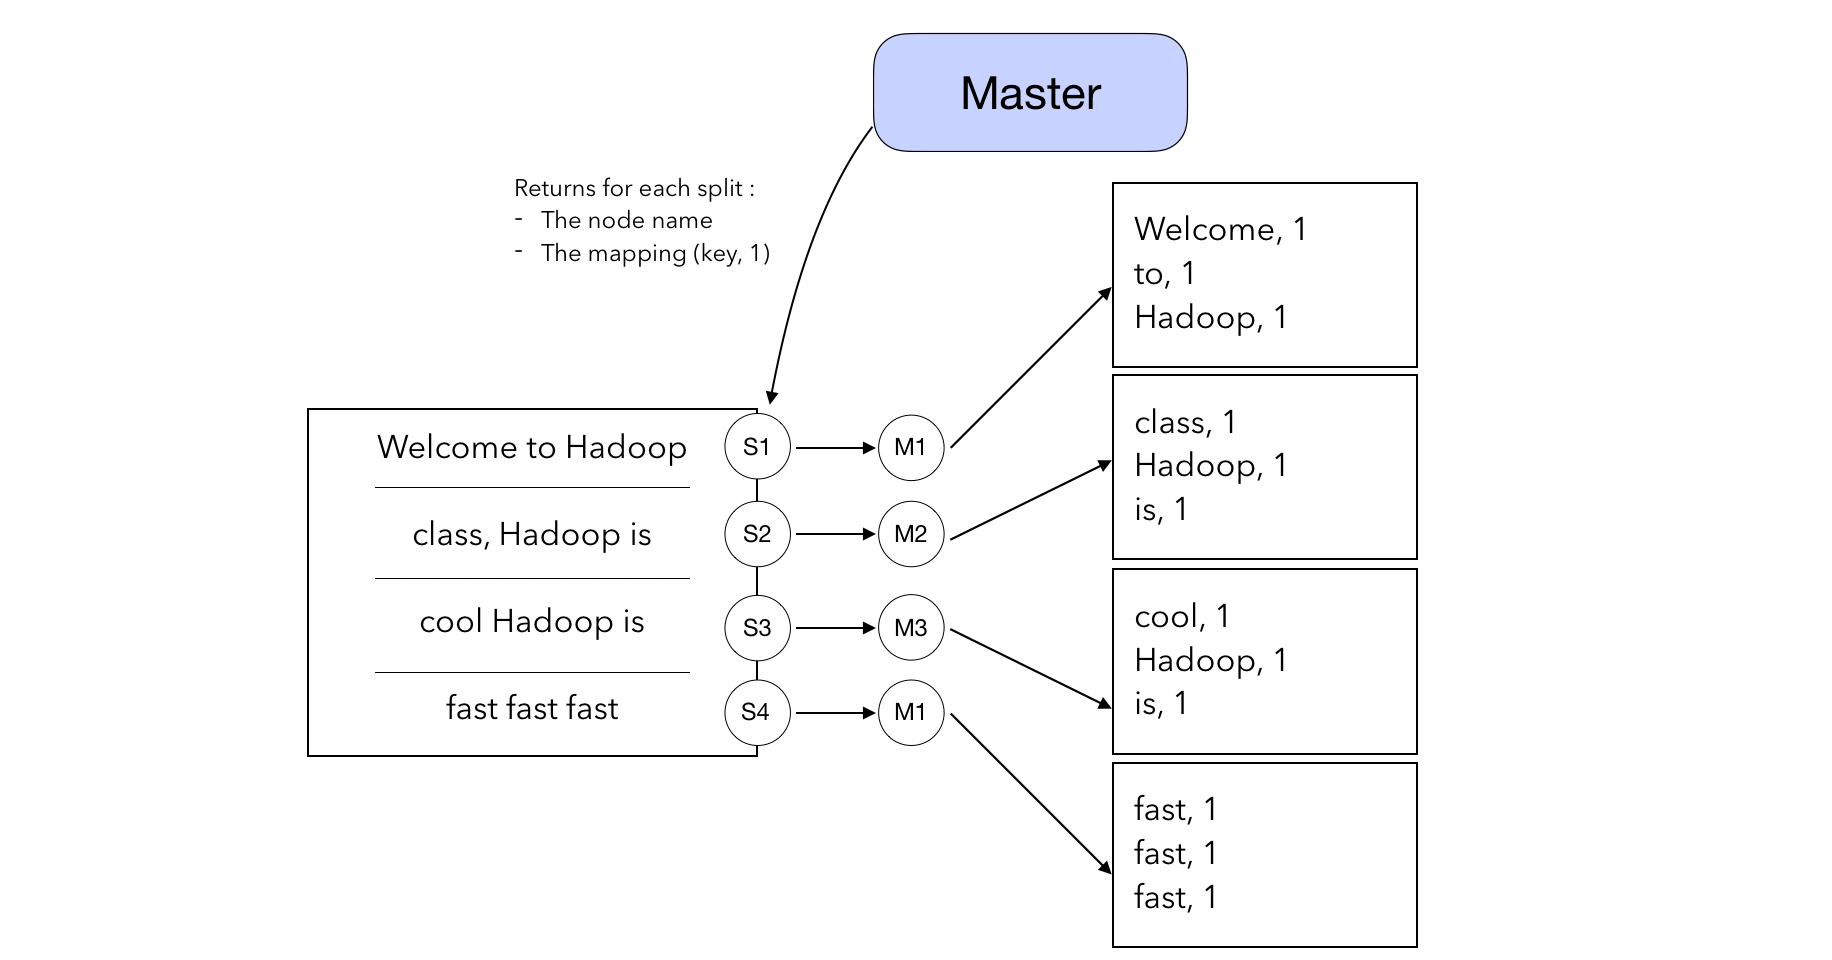 Master
Returns for each split :
- The node name
- The mapping (key, 1)
Welcome to Hadoop
class, Hadoop is
cool Hadoop is
fast fast fast
S1
S2
S3
S4
M1
M2
M3
M1
Welcome, 1
to, 1
Hadoop, 1
class, 1
Hadoop, 1
is, 1
cool, 1
Hadoop, 1
is, 1
fast, 1
fast, 1
fast, 1